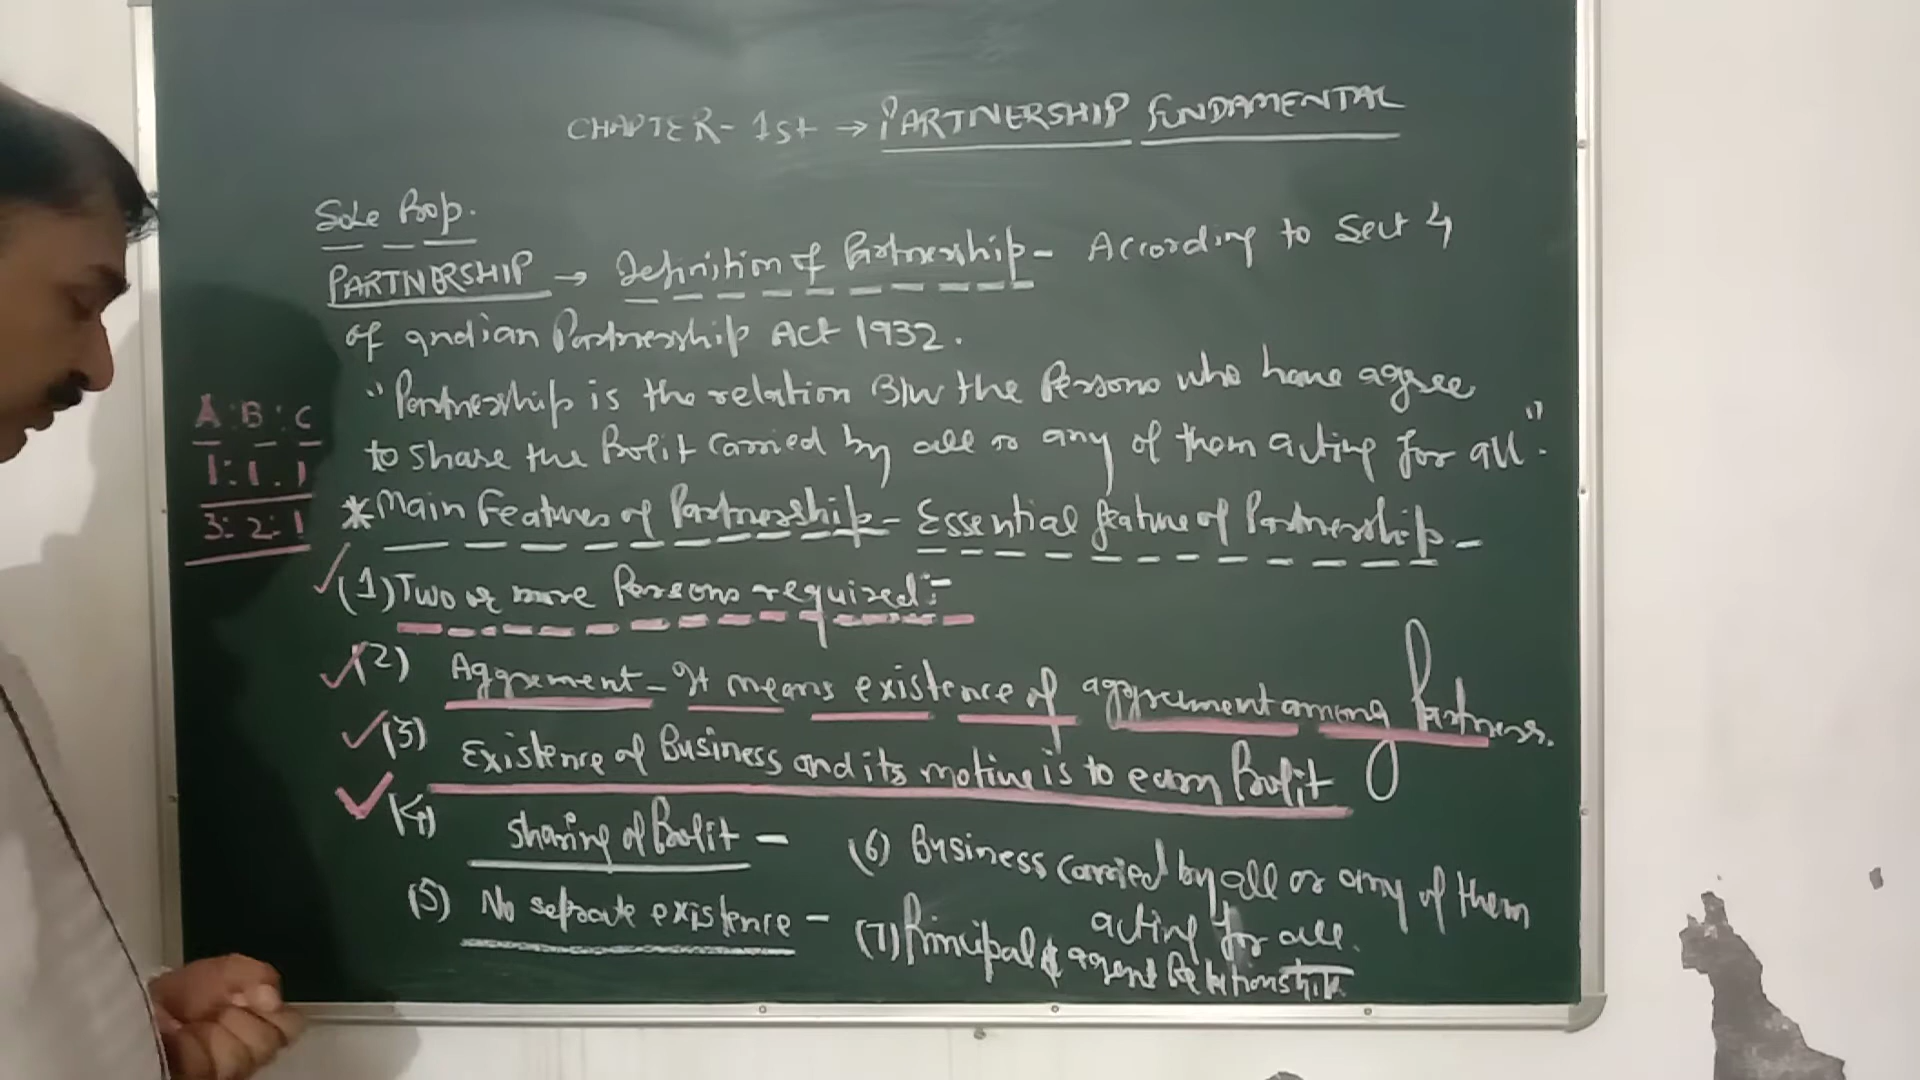 CHAPTER- 1st → PARTNERSHIP FUNDAMENTAL
Sole Prop.
PARTNERSHIP → Definition of Partnership - According to Sect 4
of Indian Partnership Act 1932.
"Partnership is the relation B/w the Persons who have agree
to share the Profit Carried by all or any of them acting for all".
A : B : C
1 : 1 . 1
3 : 2 : 1
*Main Features of Partnership - Essential feature of Partnership -
(1) Two or more Persons required:-
(2) Aggrement - It means existence of aggrement among Partners.
(3) Existence of Business and its motive is to earn Profit
(4) Sharing of Profit -
(5) No seprate existence -
(6) Business Carried by all or any of them
acting for all.
(7) Principal & agent Relationship.